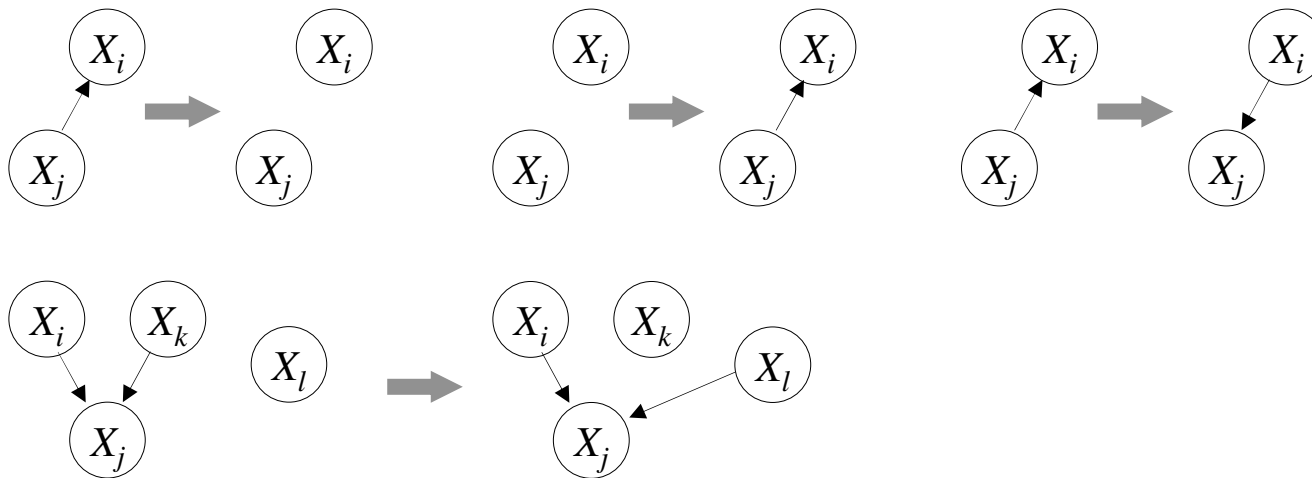 X_i X_i X_i X_i X_i X_i
X_j X_j X_j X_j X_j X_j
X_i X_k X_i X_k
X_l X_l
X_j X_j